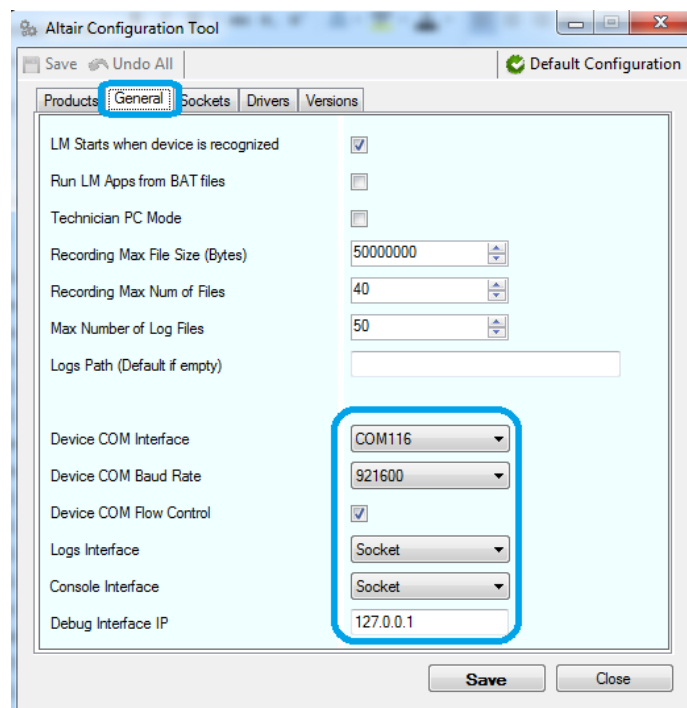 Altair Configuration Tool
Save Undo All Default Configuration
Products General Sockets Drivers Versions
LM Starts when device is recognized
Run LM Apps from BAT files
Technician PC Mode
Recording Max File Size (Bytes) 50000000
Recording Max Num of Files 40
Max Number of Log Files 50
Logs Path (Default if empty)
Device COM Interface COM116
Device COM Baud Rate 921600
Device COM Flow Control
Logs Interface Socket
Console Interface Socket
Debug Interface IP 127.0.0.1
Save Close